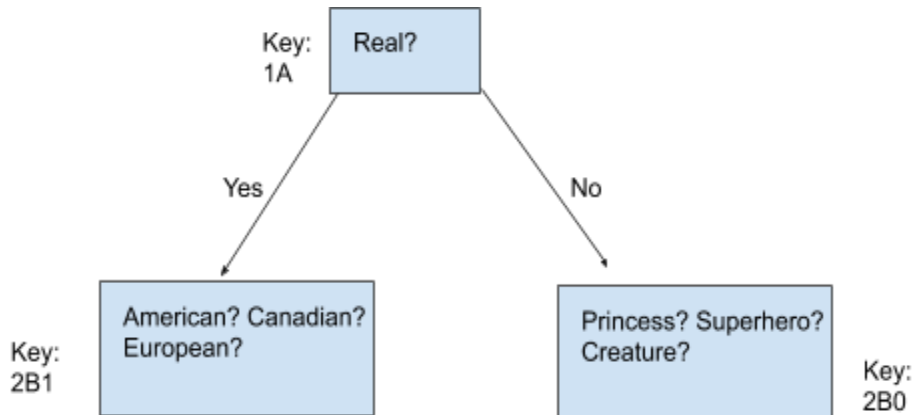 Key:
1A
Real?
Yes
No
Key:
2B1
American? Canadian?
European?
Princess? Superhero?
Creature?
Key:
2B0